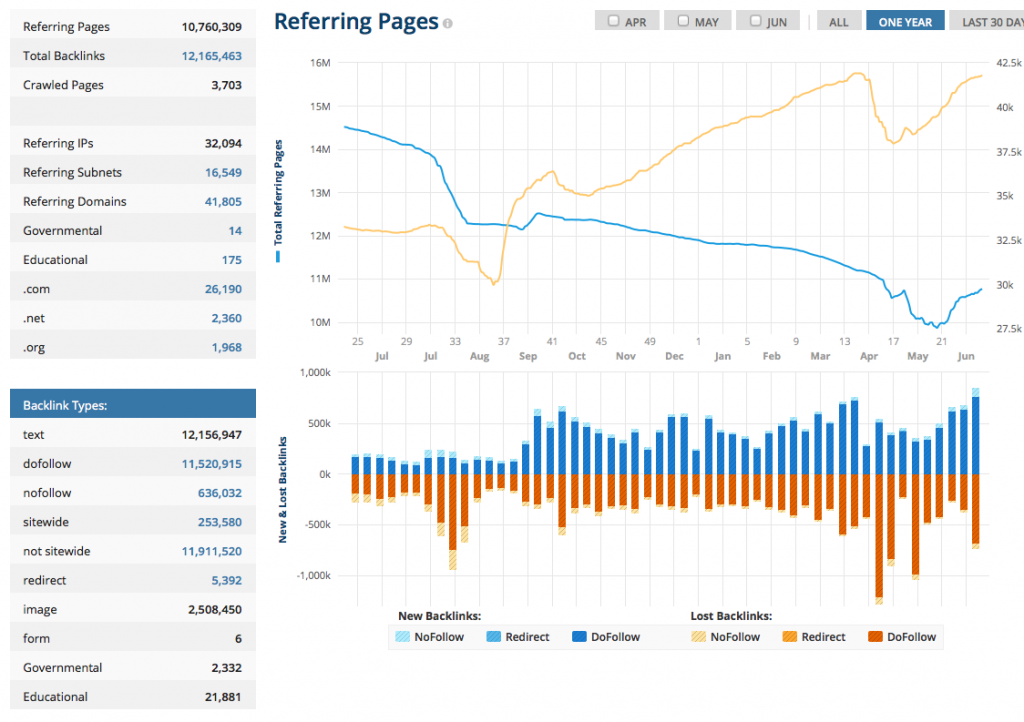 Referring Pages 10,760,309
Total Backlinks 12,165,463
Crawled Pages 3,703
Referring IPs 32,094
Referring Subnets 16,549
Referring Domains 41,805
Governmental 14
Educational 175
.com 26,190
.net 2,360
.org 1,968
Backlink Types:
text 12,156,947
dofollow 11,520,915
nofollow 636,032
sitewide 253,580
not sitewide 11,911,520
redirect 5,392
image 2,508,450
form 6
Governmental 2,332
Educational 21,881
Referring Pages i
APR MAY JUN ALL ONE YEAR LAST 30 DAY
Total Referring Pages
16M
15M
14M
13M
12M
11M
10M
42.5k
40k
37.5k
35k
32.5k
30k
27.5k
25 29 33 37 41 45 49 1 5 9 13 17 21
Jul Jul Aug Sep Oct Nov Dec Jan Feb Mar Apr May Jun
New & Lost Backlinks
1,000k
500k
0k
-500k
-1,000k
New Backlinks: Lost Backlinks:
NoFollow Redirect DoFollow NoFollow Redirect DoFollow